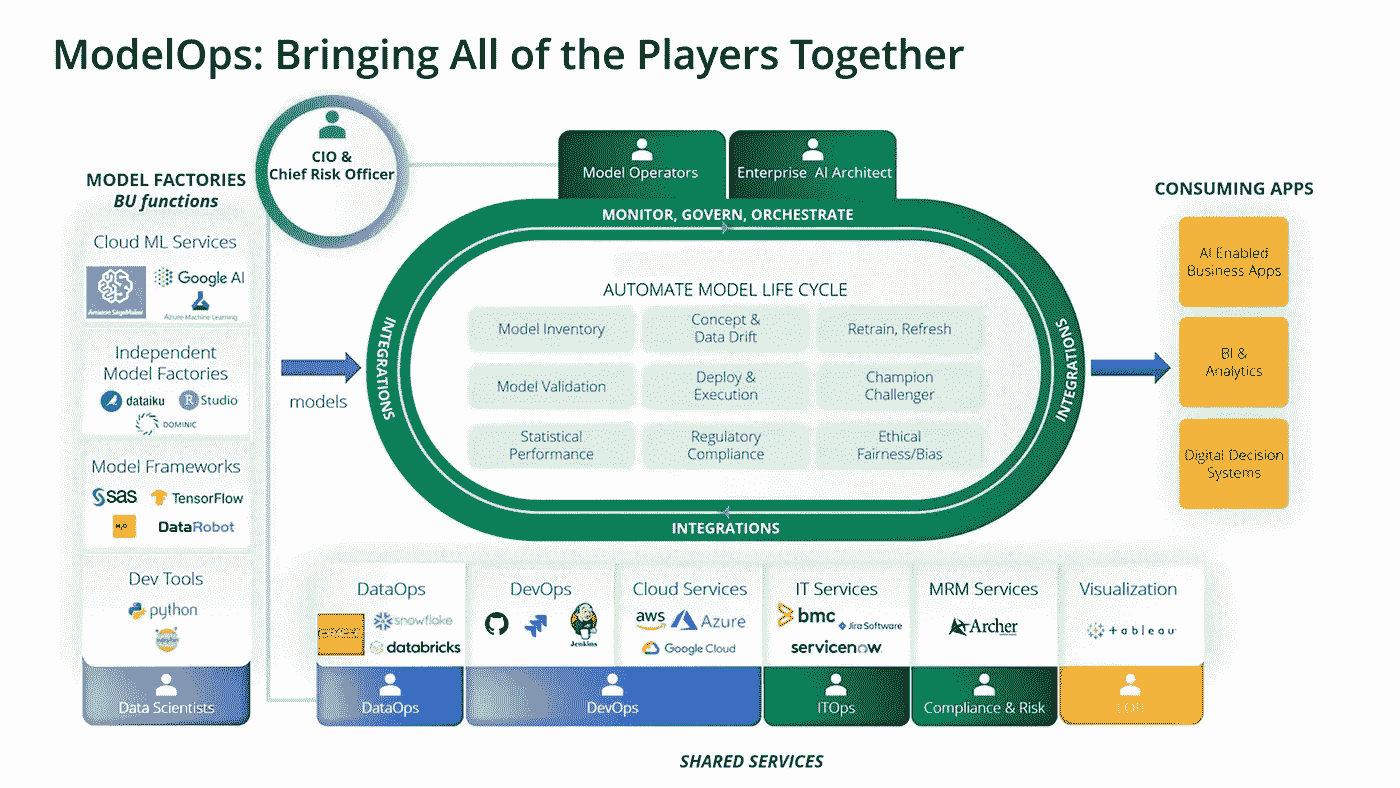 ModelOps: Bringing All of the Players Together
CIO &
Chief Risk Officer
Model Operators
Enterprise AI Architect
MODEL FACTORIES
BU functions
CONSUMING APPS
MONITOR, GOVERN, ORCHESTRATE
Cloud ML Services
Amazon SageMaker
Google AI
Azure Machine Learning
Independent
Model Factories
dataiku
R Studio
DOMINIC
Model Frameworks
sas
TensorFlow
H2O
DataRobot
Dev Tools
python
Data Scientists
models
INTEGRATIONS
AUTOMATE MODEL LIFE CYCLE
Model Inventory
Concept &
Data Drift
Retrain, Refresh
Model Validation
Deploy &
Execution
Champion
Challenger
Statistical
Performance
Regulatory
Compliance
Ethical
Fairness/Bias
INTEGRATIONS
INTEGRATIONS
AI Enabled
Business Apps
BI &
Analytics
Digital Decision
Systems
DataOps
snowflake
databricks
DevOps
Jenkins
Cloud Services
aws
Azure
Google Cloud
IT Services
bmc
Jira Software
servicenow
MRM Services
Archer
Visualization
+ableau
DataOps
DevOps
ITOps
Compliance & Risk
SHARED SERVICES